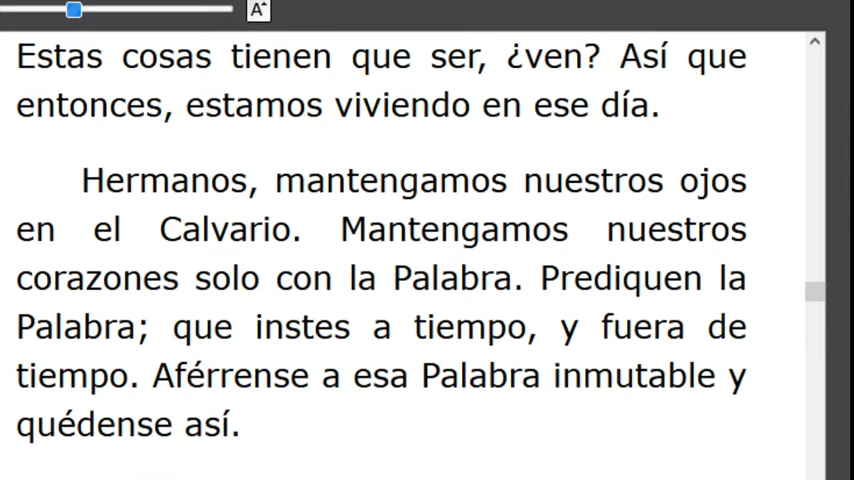 A
Estas cosas tienen que ser, ¿ven? Así que
entonces, estamos viviendo en ese día.
Hermanos, mantengamos nuestros ojos
en el Calvario. Mantengamos nuestros
corazones solo con la Palabra. Prediquen la
Palabra; que instes a tiempo, y fuera de
tiempo. Aférrense a esa Palabra inmutable y
quédense así.